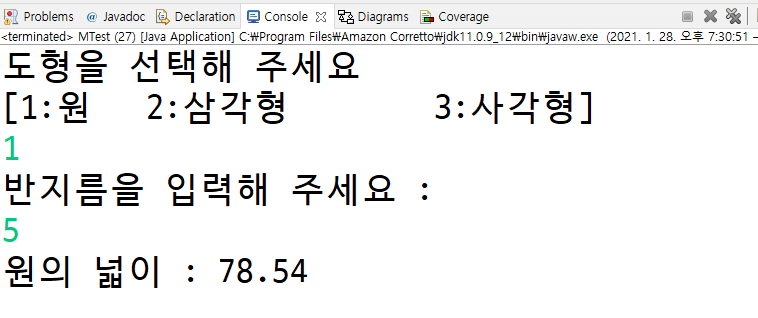 Problems @ Javadoc Declaration Console Diagrams Coverage
<terminated> MTest (27) [Java Application] C:₩Program Files₩Amazon Corretto₩jdk11.0.9_12₩bin₩javaw.exe (2021. 1. 28. 오후 7:30:51 –
도형을 선택해 주세요
[1:원 2:삼각형 3:사각형]
1
반지름을 입력해 주세요 :
5
원의 넓이 : 78.54